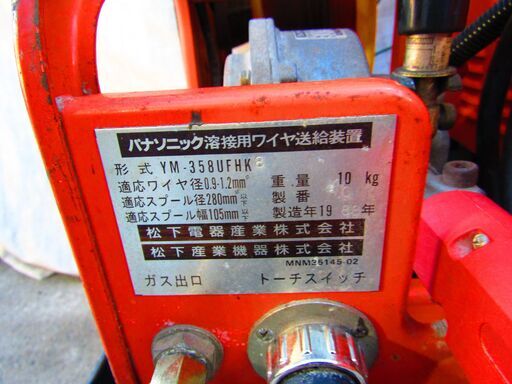 パナソニック溶接用ワイヤ送給装置
形式 YM-358UFHK 重量 10 kg
適応ワイヤ径0.9-1.2mmφ 製番
適応スプール径280mm以下
適応スプール幅105mm以下 製造年19 年
松下電器産業株式会社
松下産業機器株式会社
MNM35145-02
ガス出口 トーチスイッチ